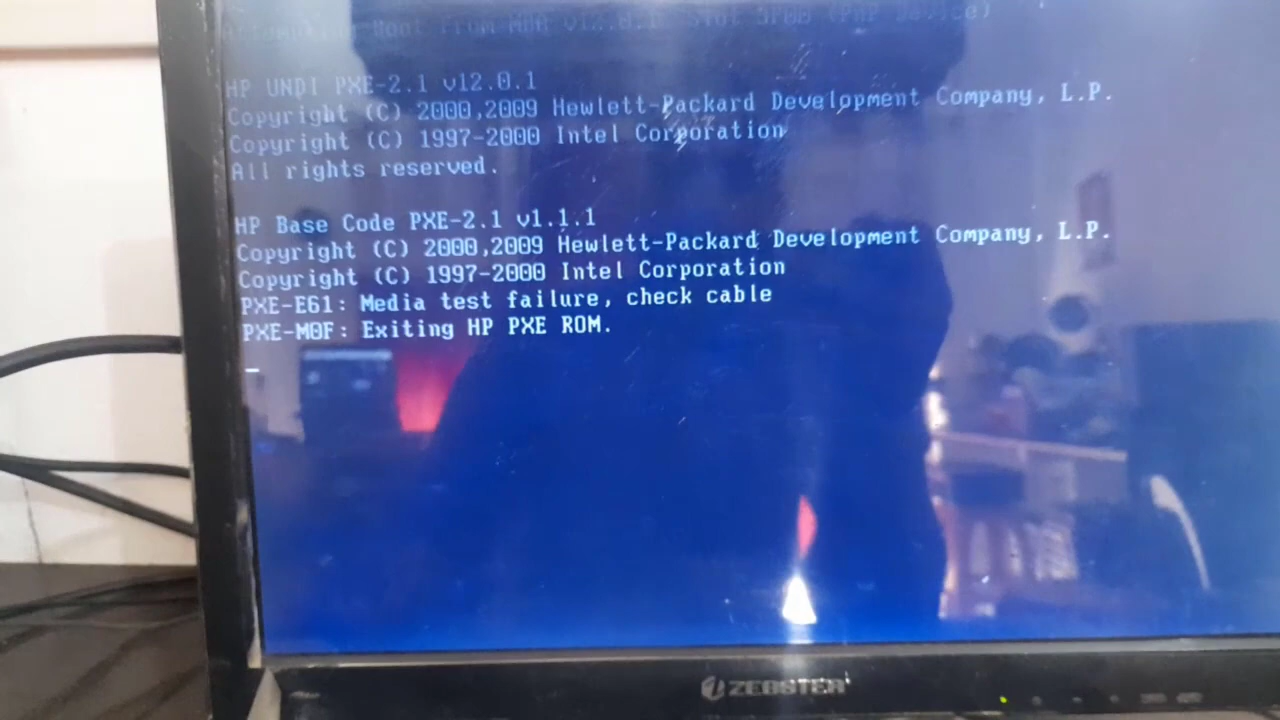 Boot From
HP UNDI PXE-2.1 v12.0.1
Copyright (C) 2000,2009 Hewlett-Packard Development Company, L.P.
Copyright (C) 1997-2000 Intel Corporation
All rights reserved.
HP Base Code PXE-2.1 v1.1.1
Copyright (C) 2000,2009 Hewlett-Packard Development Company, L.P.
Copyright (C) 1997-2000 Intel Corporation
PXE-E61: Media test failure, check cable
PXE-M0F: Exiting HP PXE ROM.
ZEBSTER